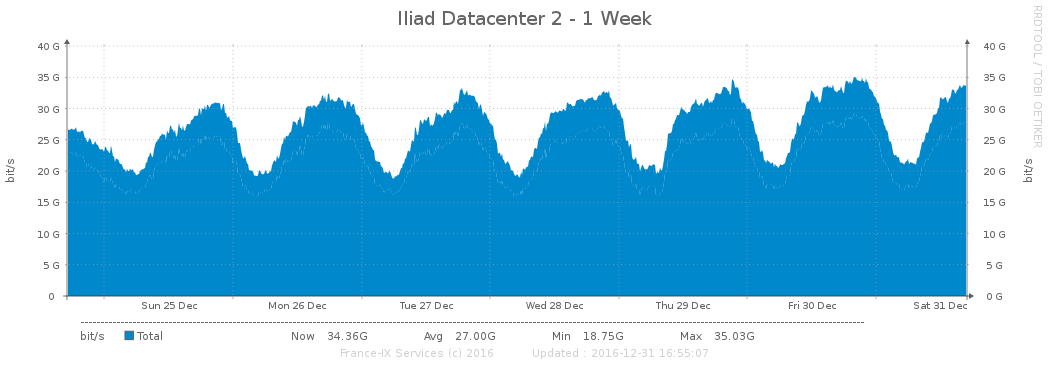 Iliad Datacenter 2 - 1 Week
RRDTOOL / TOBI OETIKER
40 G 40 G
35 G 35 G
30 G 30 G
25 G 25 G
20 G 20 G
15 G 15 G
10 G 10 G
5 G 5 G
0 0 G
bit/s bit/s
Sun 25 Dec Mon 26 Dec Tue 27 Dec Wed 28 Dec Thu 29 Dec Fri 30 Dec Sat 31 Dec
bit/s Total Now 34.36G Avg 27.00G Min 18.75G Max 35.03G
France-IX Services (c) 2016 Updated : 2016-12-31 16:55:07